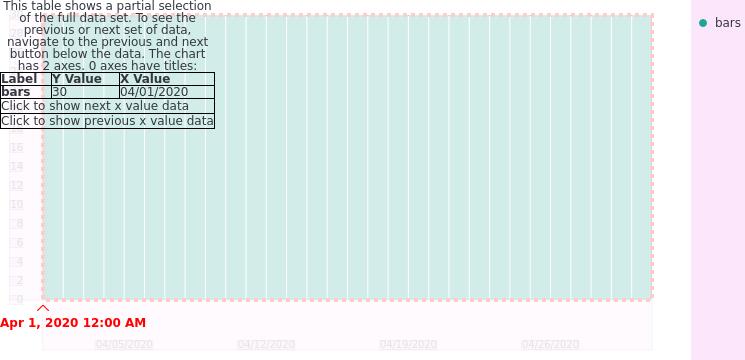 This table shows a partial selection
of the full data set. To see the
previous or next set of data,
navigate to the previous and next
button below the data. The chart
has 2 axes. 0 axes have titles:
Label Y Value X Value
bars 30 04/01/2020
Click to show next x value data
Click to show previous x value data
bars
16
14
12
10
8
6
4
2
0
Apr 1, 2020 12:00 AM
04/05/2020 04/12/2020 04/19/2020 04/26/2020